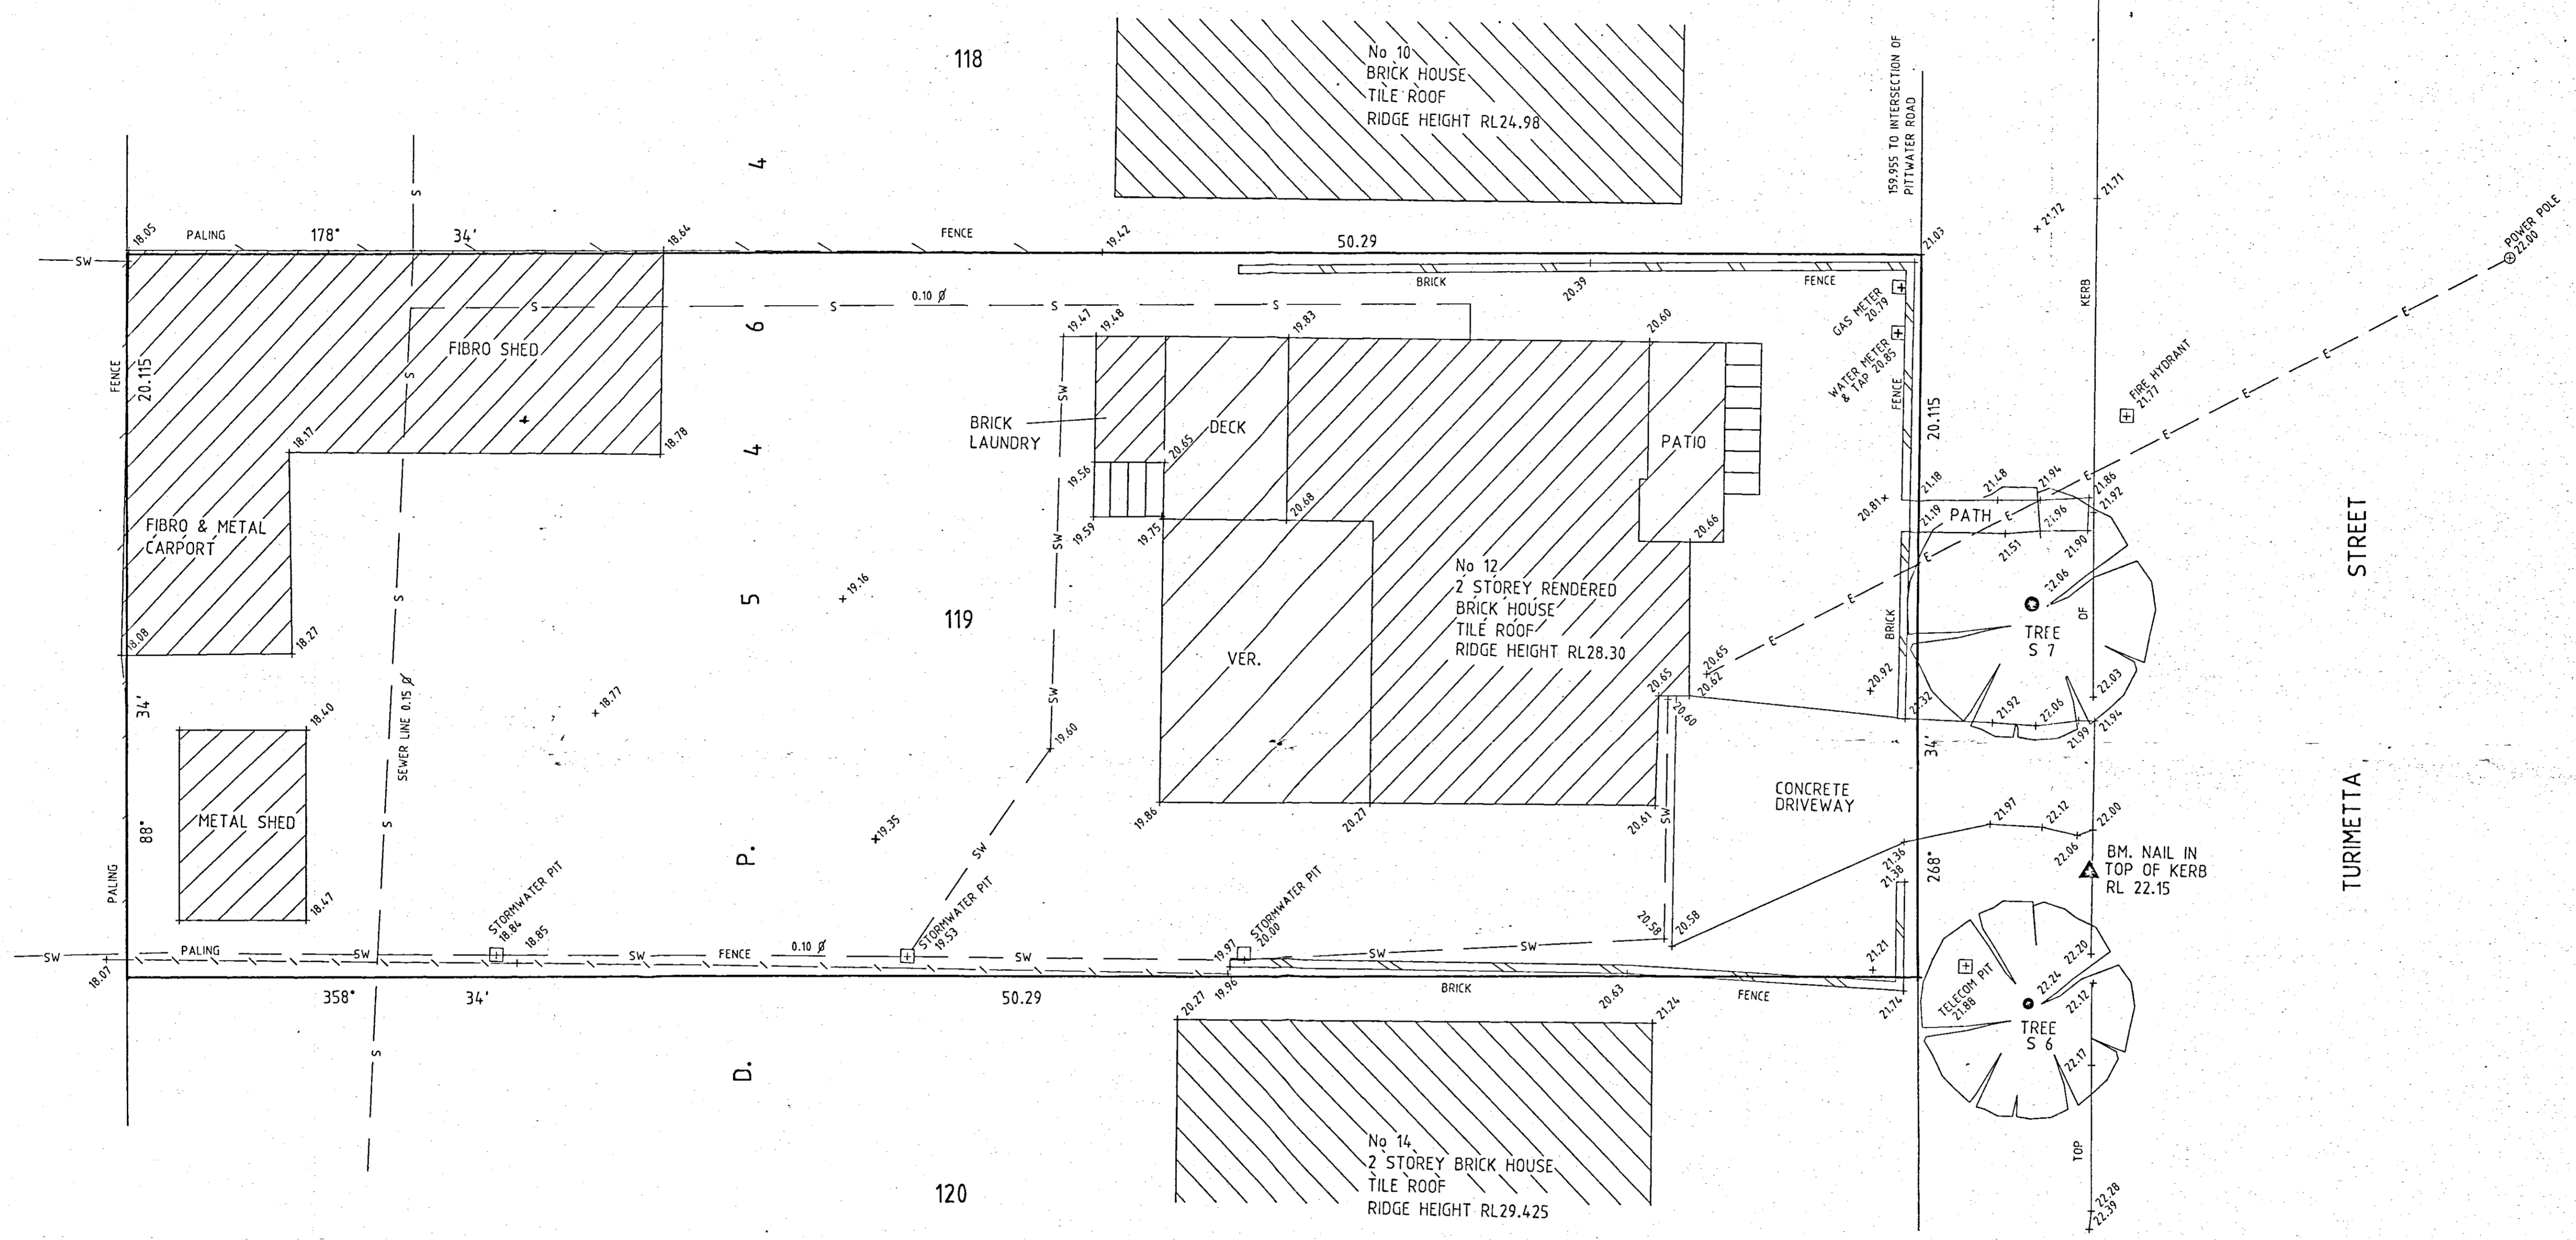 118
No 10
BRICK HOUSE
TILE ROOF
RIDGE HEIGHT RL24.98
159.955 TO INTERSECTION OF
PITTWATER ROAD
4
S
18.05
PALING
178°
34'
18.64
FENCE
19.42
50.29
21.03
21.72
21.71
POWER POLE
22.00
SW
BRICK
20.39
FENCE
GAS METER
20.79
WATER METER
& TAP 20.85
KERB
E
S
0.10 Ø
S
S
S
6
19.47
19.48
19.83
20.60
FENCE
20.115
FIBRO SHED
S
SW
BRICK
LAUNDRY
DECK
PATIO
FENCE
20.115
FIRE HYDRANT
21.77
E
E
E
18.17
18.78
4
19.56
20.65
20.68
20.66
19.59
19.75
20.81
21.18
21.48
21.94
21.86
21.92
E
21.19
PATH
E
21.96
21.51
21.90
E
FIBRO & METAL
CARPORT
S
5
19.16
119
SW
No 12
2 STOREY RENDERED
BRICK HOUSE
TILE ROOF
RIDGE HEIGHT RL28.30
VER.
E
E
BRICK
22.06
TREE
S 7
OF
STREET
18.08
18.27
34'
18.40
SEWER LINE 0.15 Ø
18.77
SW
19.60
20.65
20.65
20.62
20.60
20.92
21.32
21.92
22.06
22.03
21.99
21.94
34'
88°
METAL SHED
S
18.47
PALING
P.
19.35
SW
19.86
20.27
20.61
SW
CONCRETE
DRIVEWAY
21.97
22.12
22.00
22.06
21.36
21.38
268°
BM. NAIL IN
TOP OF KERB
RL 22.15
TURIMETTA
STORMWATER PIT
18.84
18.85
STORMWATER PIT
19.53
STORMWATER PIT
20.00
19.97
20.58
20.58
SW
18.07
PALING
SW
SW
FENCE
0.10 Ø
SW
SW
SW
21.21
TELECOM PIT
21.88
22.20
22.24
22.12
TREE
S 6
22.17
358°
34'
50.29
20.27
19.96
BRICK
20.63
21.24
FENCE
21.74
S
D.
120
No 14
2 STOREY BRICK HOUSE
TILE ROOF
RIDGE HEIGHT RL29.425
TOP
22.28
22.39